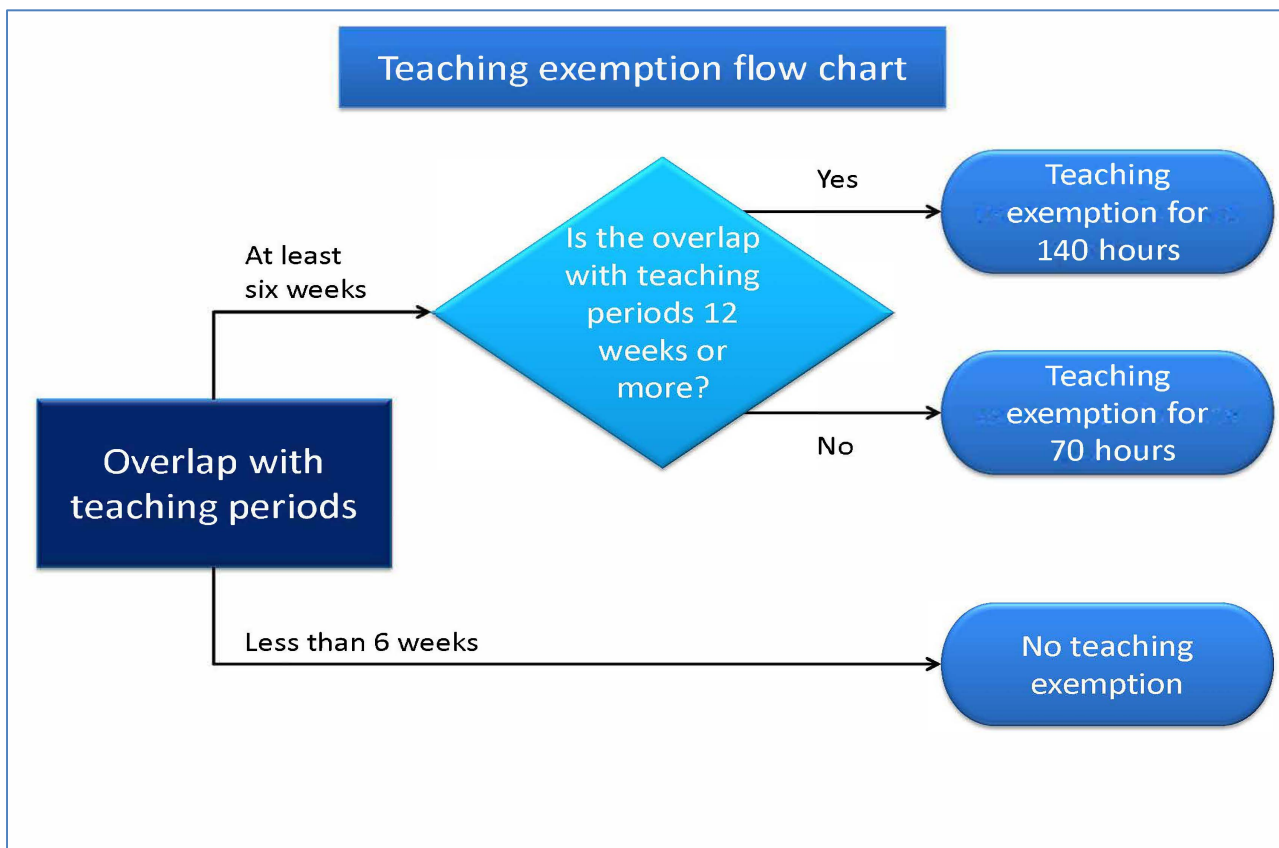 Teaching exemption flow chart
Yes
Teaching
exemption for
140 hours
Is the overlap
with teaching
periods 12
weeks or
more?
At least
six weeks
Teaching
exemption for
70 hours
No
Overlap with
teaching periods
Less than 6 weeks
No teaching
exemption